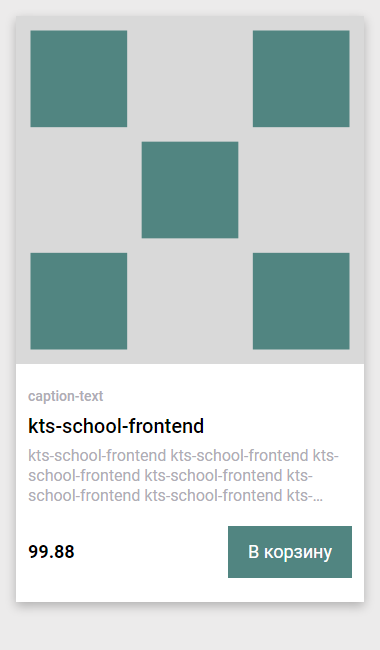 caption-text
kts-school-frontend
kts-school-frontend kts-school-frontend kts-
school-frontend kts-school-frontend kts-
school-frontend kts-school-frontend kts-…
99.88
В корзину